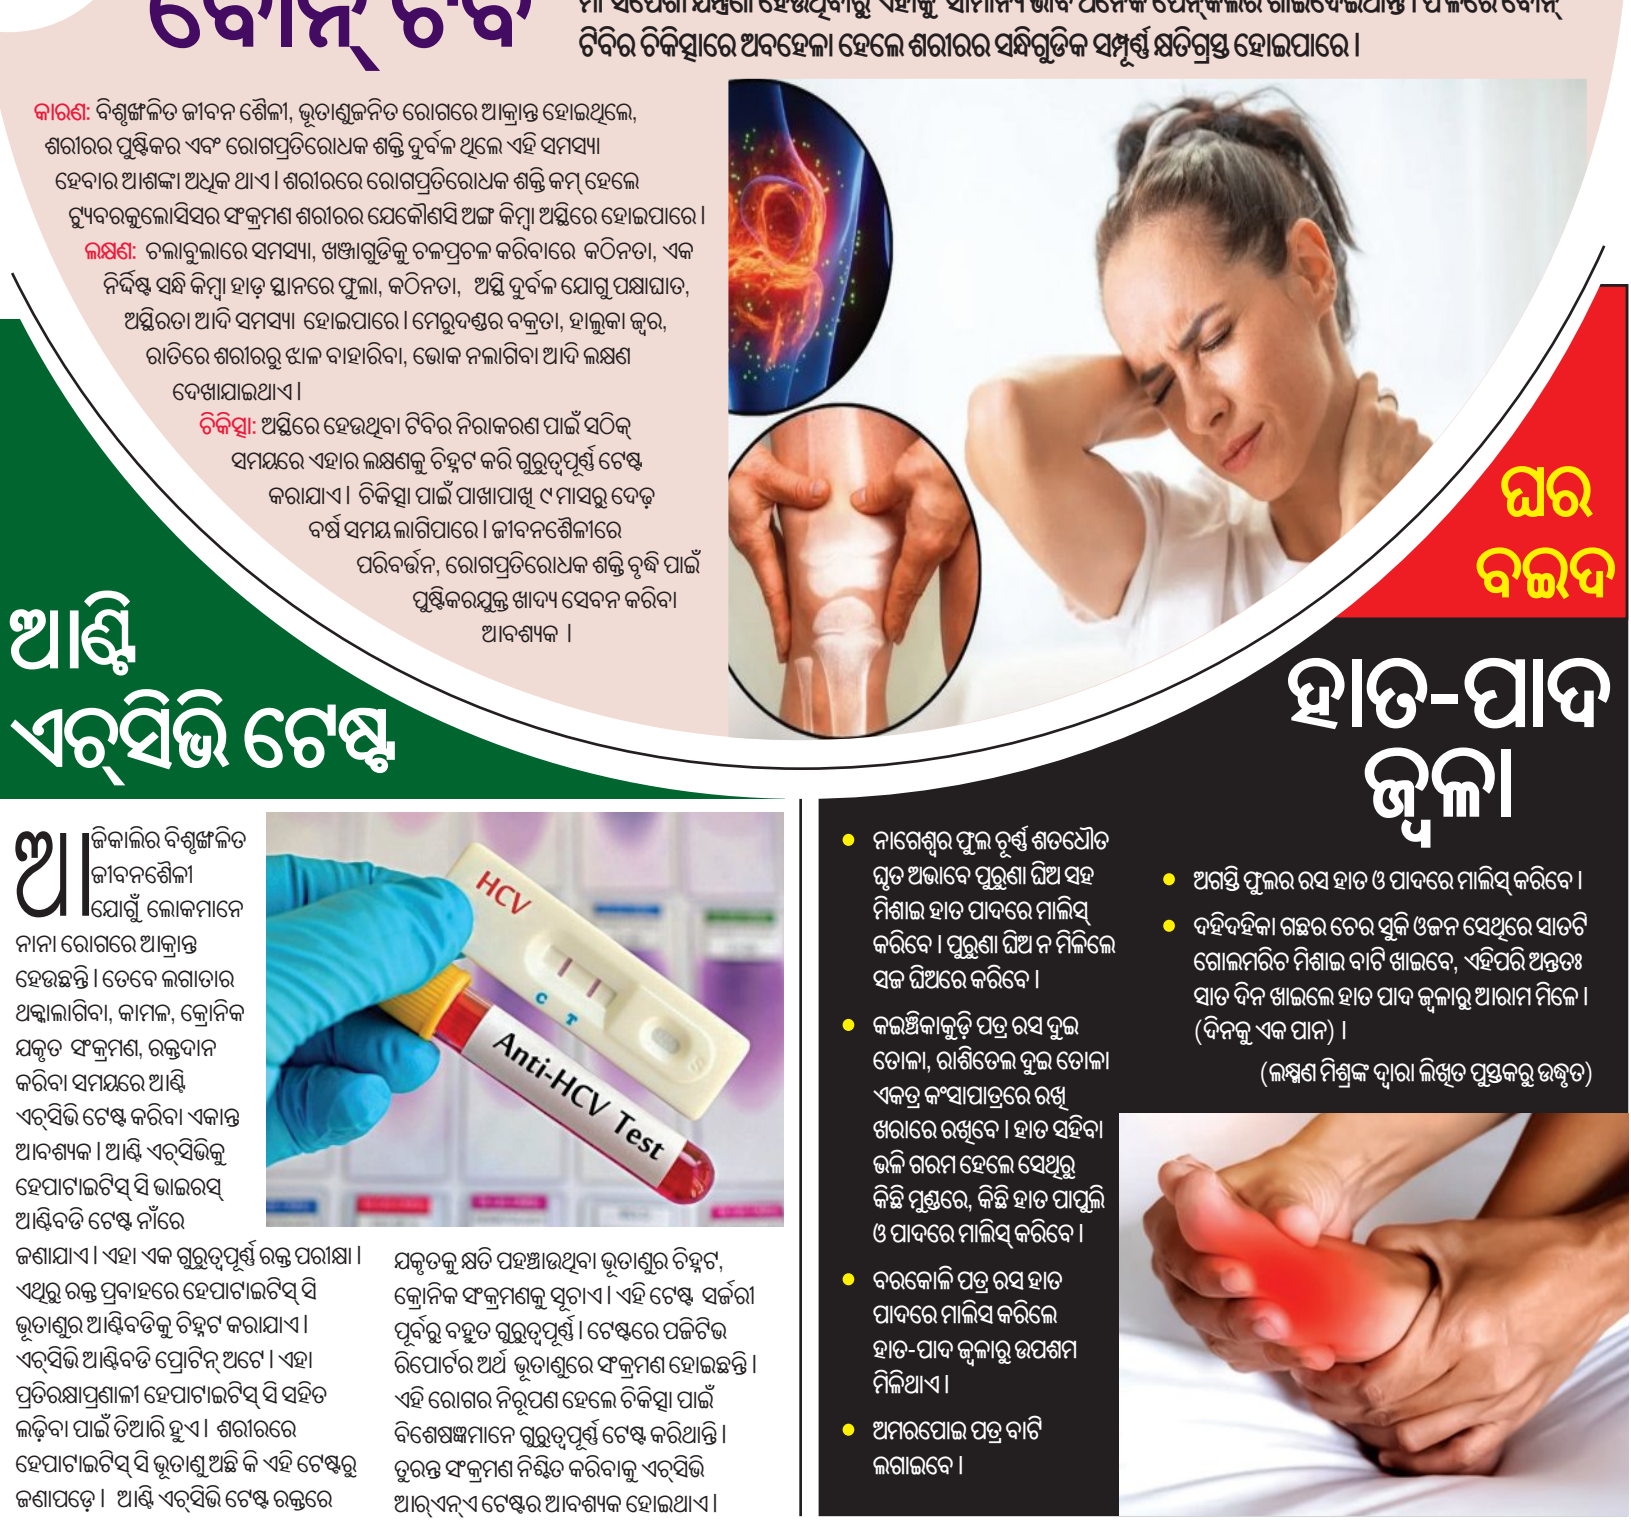 ବୋନ୍ ଟିବି
ଟିବିର ଚିକିତ୍ସାରେ ଅବହେଳା ହେଲେ ଶରୀରର ସନ୍ଧିଗୁଡିକ ସମ୍ପୂର୍ଣ୍ଣ କ୍ଷତିଗ୍ରସ୍ତ ହୋଇପାରେ ।
କାରଣ: ବିଶୃଙ୍ଖଳିତ ଜୀବନ ଶୈଳୀ, ଭୂତାଣୁଜନିତ ରୋଗରେ ଆକ୍ରାନ୍ତ ହୋଇଥିଲେ,
ଶରୀରର ପୁଷ୍ଟିକର ଏବଂ ରୋଗପ୍ରତିରୋଧକ ଶକ୍ତି ଦୁର୍ବଳ ଥିଲେ ଏହି ସମସ୍ୟା
ହେବାର ଆଶଙ୍କା ଅଧିକ ଥାଏ । ଶରୀରରେ ରୋଗପ୍ରତିରୋଧକ ଶକ୍ତି କମ୍ ହେଲେ
ଟ୍ୟୁବରକୁଲୋସିସର ସଂକ୍ରମଣ ଶରୀରର ଯେକୌଣସି ଅଙ୍ଗ କିମ୍ବା ଅସ୍ଥିରେ ହୋଇପାରେ ।
ଲକ୍ଷଣ: ଚଲାବୁଲାରେ ସମସ୍ୟା, ଖଞ୍ଜାଗୁଡିକୁ ଚଳପ୍ରଚଳ କରିବାରେ କଠିନତା, ଏକ
ନିର୍ଦ୍ଦିଷ୍ଟ ସନ୍ଧି କିମ୍ବା ହାଡ଼ ସ୍ଥାନରେ ଫୁଲା, କଠିନତା, ଅସ୍ଥି ଦୁର୍ବଳ ଯୋଗୁ ପକ୍ଷାଘାତ,
ଅସ୍ଥିରତା ଆଦି ସମସ୍ୟା ହୋଇପାରେ । ମେରୁଦଣ୍ଡର ବକ୍ରତା, ହାଲୁକା ଜ୍ୱର,
ରାତିରେ ଶରୀରରୁ ଝାଳ ବାହାରିବା, ଭୋକ ନଲାଗିବା ଆଦି ଲକ୍ଷଣ
ଦେଖାଯାଇଥାଏ ।
ଚିକିତ୍ସା: ଅସ୍ଥିରେ ହେଉଥିବା ଟିବିର ନିରାକରଣ ପାଇଁ ସଠିକ୍
ସମୟରେ ଏହାର ଲକ୍ଷଣକୁ ଚିହ୍ନଟ କରି ଗୁରୁତ୍ୱପୂର୍ଣ୍ଣ ଟେଷ୍ଟ
କରାଯାଏ । ଚିକିତ୍ସା ପାଇଁ ପାଖାପାଖି ୯ ମାସରୁ ଦେଢ଼
ବର୍ଷ ସମୟ ଲାଗିପାରେ । ଜୀବନଶୈଳୀରେ
ପରିବର୍ତ୍ତନ, ରୋଗପ୍ରତିରୋଧକ ଶକ୍ତି ବୃଦ୍ଧି ପାଇଁ
ପୁଷ୍ଟିକରଯୁକ୍ତ ଖାଦ୍ୟ ସେବନ କରିବା
ଆବଶ୍ୟକ ।
ଆଣ୍ଟି
ଏଚ୍‌ସିଭି ଟେଷ୍ଟ
ଆଜିକାଲିର ବିଶୃଙ୍ଖଳିତ
ଜୀବନଶୈଳୀ
ଯୋଗୁଁ ଲୋକମାନେ
ନାନା ରୋଗରେ ଆକ୍ରାନ୍ତ
ହେଉଛନ୍ତି । ତେବେ ଲଗାତାର
ଥକ୍କାଲାଗିବା, କାମଳ, କ୍ରୋନିକ
ଯକୃତ ସଂକ୍ରମଣ, ରକ୍ତଦାନ
କରିବା ସମୟରେ ଆଣ୍ଟି
ଏଚ୍‌ସିଭି ଟେଷ୍ଟ କରିବା ଏକାନ୍ତ
ଆବଶ୍ୟକ । ଆଣ୍ଟି ଏଚ୍‌ସିଭିକୁ
ହେପାଟାଇଟିସ୍ ସି ଭାଇରସ୍
ଆଣ୍ଟିବଡି ଟେଷ୍ଟ ନାଁରେ
ଜଣାଯାଏ । ଏହା ଏକ ଗୁରୁତ୍ୱପୂର୍ଣ୍ଣ ରକ୍ତ ପରୀକ୍ଷା ।
ଏଥିରୁ ରକ୍ତ ପ୍ରବାହରେ ହେପାଟାଇଟିସ୍ ସି
ଭୂତାଣୁର ଆଣ୍ଟିବଡିକୁ ଚିହ୍ନଟ କରାଯାଏ ।
ଏଚ୍‌ସିଭି ଆଣ୍ଟିବଡି ପ୍ରୋଟିନ୍ ଅଟେ । ଏହା
ପ୍ରତିରକ୍ଷାପ୍ରଣାଳୀ ହେପାଟାଇଟିସ୍ ସି ସହିତ
ଲଢ଼ିବା ପାଇଁ ତିଆରି ହୁଏ । ଶରୀରରେ
ହେପାଟାଇଟିସ୍ ସି ଭୂତାଣୁ ଅଛି କି ଏହି ଟେଷ୍ଟରୁ
ଜଣାପଡ଼େ । ଆଣ୍ଟି ଏଚ୍‌ସିଭି ଟେଷ୍ଟ ରକ୍ତରେ
HCV
C
T
S
Anti-HCV Test
ଯକୃତକୁ କ୍ଷତି ପହଞ୍ଚାଉଥିବା ଭୂତାଣୁର ଚିହ୍ନଟ,
କ୍ରୋନିକ ସଂକ୍ରମଣକୁ ସୂଚାଏ । ଏହି ଟେଷ୍ଟ ସର୍ଜରୀ
ପୂର୍ବରୁ ବହୁତ ଗୁରୁତ୍ୱପୂର୍ଣ୍ଣ । ଟେଷ୍ଟରେ ପଜିଟିଭ
ରିପୋର୍ଟର ଅର୍ଥ ଭୂତାଣୁରେ ସଂକ୍ରମଣ ହୋଇଛନ୍ତି ।
ଏହି ରୋଗର ନିରୂପଣ ହେଲେ ଚିକିତ୍ସା ପାଇଁ
ବିଶେଷଜ୍ଞମାନେ ଗୁରୁତ୍ୱପୂର୍ଣ୍ଣ ଟେଷ୍ଟ କରିଥାନ୍ତି ।
ତୁରନ୍ତ ସଂକ୍ରମଣ ନିଶ୍ଚିତ କରିବାକୁ ଏଚ୍‌ସିଭି
ଆର୍‌ଏନ୍‌ଏ ଟେଷ୍ଟର ଆବଶ୍ୟକ ହୋଇଥାଏ ।
ଘର
ବଇଦ
ହାତ-ପାଦ
ଜ୍ୱଳା
ନାଗେଶ୍ୱର ଫୁଲ ଚୂର୍ଣ୍ଣ ଶତଧୌତ
ଘୃତ ଅଭାବେ ପୁରୁଣା ଘିଅ ସହ
ମିଶାଇ ହାତ ପାଦରେ ମାଲିସ୍
କରିବେ । ପୁରୁଣା ଘିଅ ନ ମିଳିଲେ
ସଜ ଘିଅରେ କରିବେ ।
କଇଞ୍ଚିକାକୁଡ଼ି ପତ୍ର ରସ ଦୁଇ
ତୋଳା, ରାଶିତେଲ ଦୁଇ ତୋଳା
ଏକତ୍ର କଂସାପାତ୍ରରେ ରଖି
ଖରାରେ ରଖିବେ । ହାତ ସହିବା
ଭଳି ଗରମ ହେଲେ ସେଥିରୁ
କିଛି ମୁଣ୍ଡରେ, କିଛି ହାତ ପାପୁଲି
ଓ ପାଦରେ ମାଲିସ୍ କରିବେ ।
ବରକୋଳି ପତ୍ର ରସ ହାତ
ପାଦରେ ମାଲିସ କରିଲେ
ହାତ-ପାଦ ଜ୍ୱଳାରୁ ଉପଶମ
ମିଳିଥାଏ ।
ଅମରପୋଇ ପତ୍ର ବାଟି
ଲଗାଇବେ ।
ଅଗସ୍ତି ଫୁଲର ରସ ହାତ ଓ ପାଦରେ ମାଲିସ୍ କରିବେ ।
ଦହିଦହିକା ଗଛର ଚେର ସୁକି ଓଜନ ସେଥିରେ ସାତଟି
ଗୋଲମରିଚ ମିଶାଇ ବାଟି ଖାଇବେ, ଏହିପରି ଅନ୍ତତଃ
ସାତ ଦିନ ଖାଇଲେ ହାତ ପାଦ ଜ୍ୱଳାରୁ ଆରାମ ମିଳେ ।
(ଦିନକୁ ଏକ ପାନ) ।
(ଲକ୍ଷ୍ମଣ ମିଶ୍ରଙ୍କ ଦ୍ୱାରା ଲିଖିତ ପୁସ୍ତକରୁ ଉଦ୍ଧୃତ)